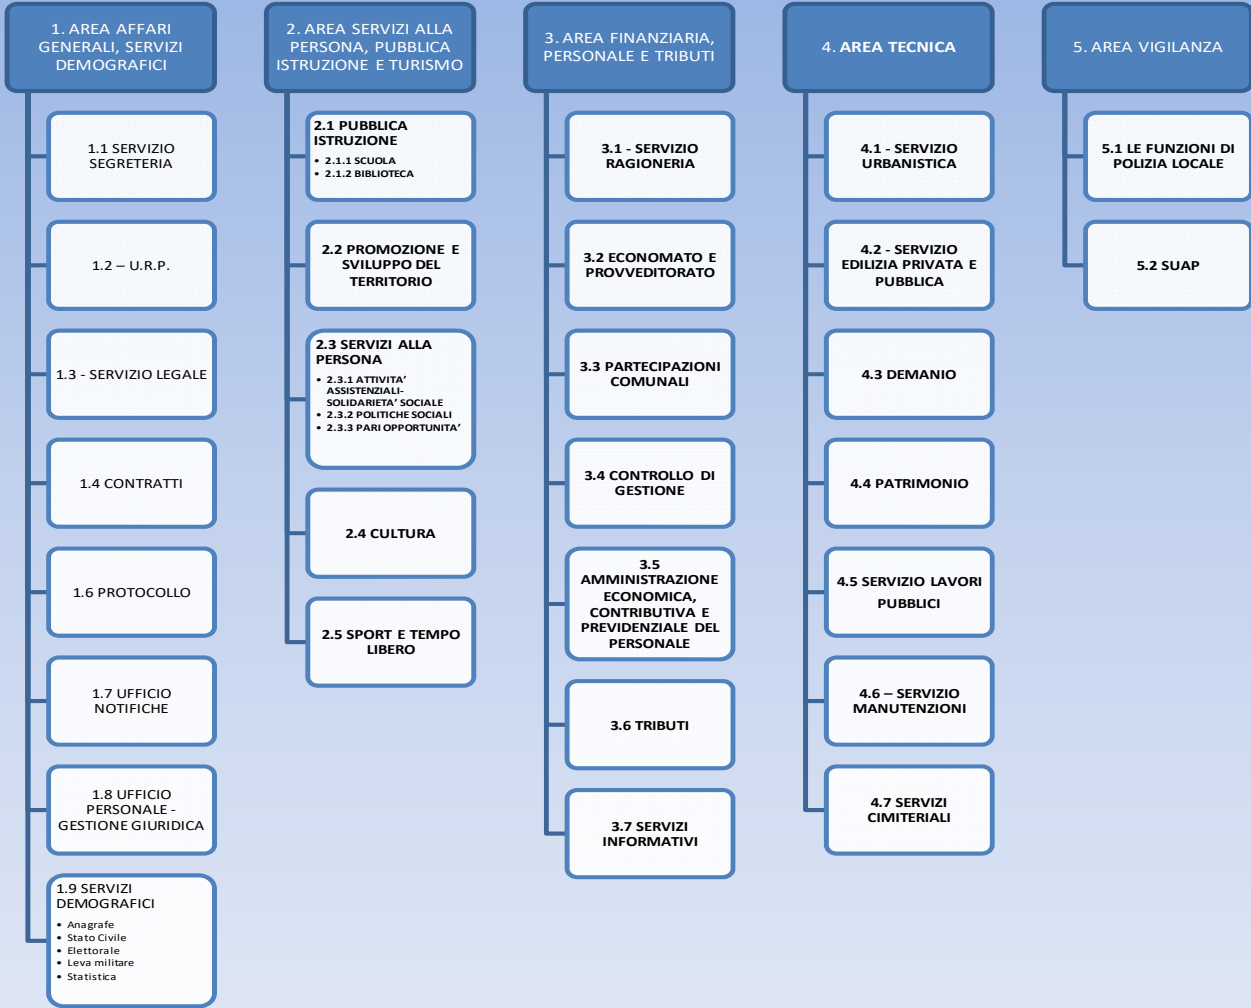 1. AREA AFFARI
GENERALI, SERVIZI
DEMOGRAFICI
1.1 SERVIZIO
SEGRETERIA
1.2 – U.R.P.
1.3 - SERVIZIO LEGALE
1.4 CONTRATTI
1.6 PROTOCOLLO
1.7 UFFICIO
NOTIFICHE
1.8 UFFICIO
PERSONALE -
GESTIONE GIURIDICA
1.9 SERVIZI
DEMOGRAFICI
• Anagrafe
• Stato Civile
• Elettorale
• Leva militare
• Statistica
2. AREA SERVIZI ALLA
PERSONA, PUBBLICA
ISTRUZIONE E TURISMO
2.1 PUBBLICA
ISTRUZIONE
• 2.1.1 SCUOLA
• 2.1.2 BIBLIOTECA
2.2 PROMOZIONE E
SVILUPPO DEL
TERRITORIO
2.3 SERVIZI ALLA
PERSONA
• 2.3.1 ATTIVITA'
ASSISTENZIALI-
SOLIDARIETA' SOCIALE
• 2.3.2 POLITICHE SOCIALI
• 2.3.3 PARI OPPORTUNITA'
2.4 CULTURA
2.5 SPORT E TEMPO
LIBERO
3. AREA FINANZIARIA,
PERSONALE E TRIBUTI
3.1 - SERVIZIO
RAGIONERIA
3.2 ECONOMATO E
PROVVEDITORATO
3.3 PARTECIPAZIONI
COMUNALI
3.4 CONTROLLO DI
GESTIONE
3.5
AMMINISTRAZIONE
ECONOMICA,
CONTRIBUTIVA E
PREVIDENZIALE DEL
PERSONALE
3.6 TRIBUTI
3.7 SERVIZI
INFORMATIVI
4. AREA TECNICA
4.1 - SERVIZIO
URBANISTICA
4.2 - SERVIZIO
EDILIZIA PRIVATA E
PUBBLICA
4.3 DEMANIO
4.4 PATRIMONIO
4.5 SERVIZIO LAVORI
PUBBLICI
4.6 – SERVIZIO
MANUTENZIONI
4.7 SERVIZI
CIMITERIALI
5. AREA VIGILANZA
5.1 LE FUNZIONI DI
POLIZIA LOCALE
5.2 SUAP